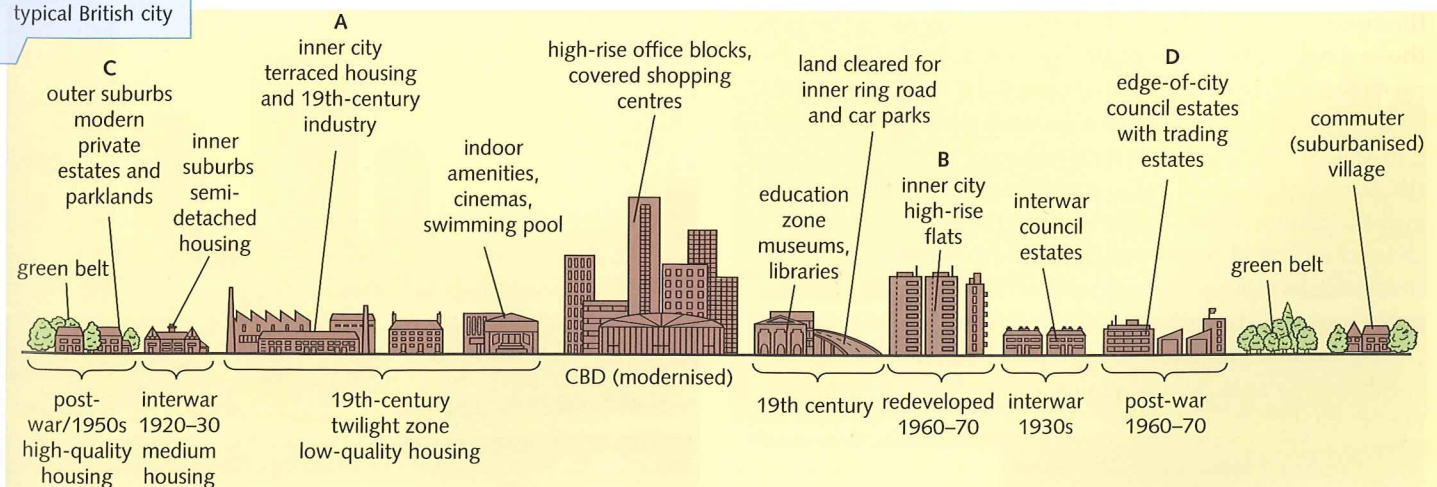 typical British city
C
outer suburbs
modern
private
estates and
parklands
green belt
inner
suburbs
semi-
detached
housing
A
inner city
terraced housing
and 19th-century
industry
indoor
amenities,
cinemas,
swimming pool
high-rise office blocks,
covered shopping
centres
land cleared for
inner ring road
and car parks
education
zone
museums,
libraries
B
inner city
high-rise
flats
interwar
council
estates
D
edge-of-city
council estates
with trading
estates
green belt
commuter
(suburbanised)
village
post-
war/1950s
high-quality
housing
interwar
1920–30
medium
housing
19th-century
twilight zone
low-quality housing
CBD (modernised)
19th century
redeveloped
1960–70
interwar
1930s
post-war
1960–70